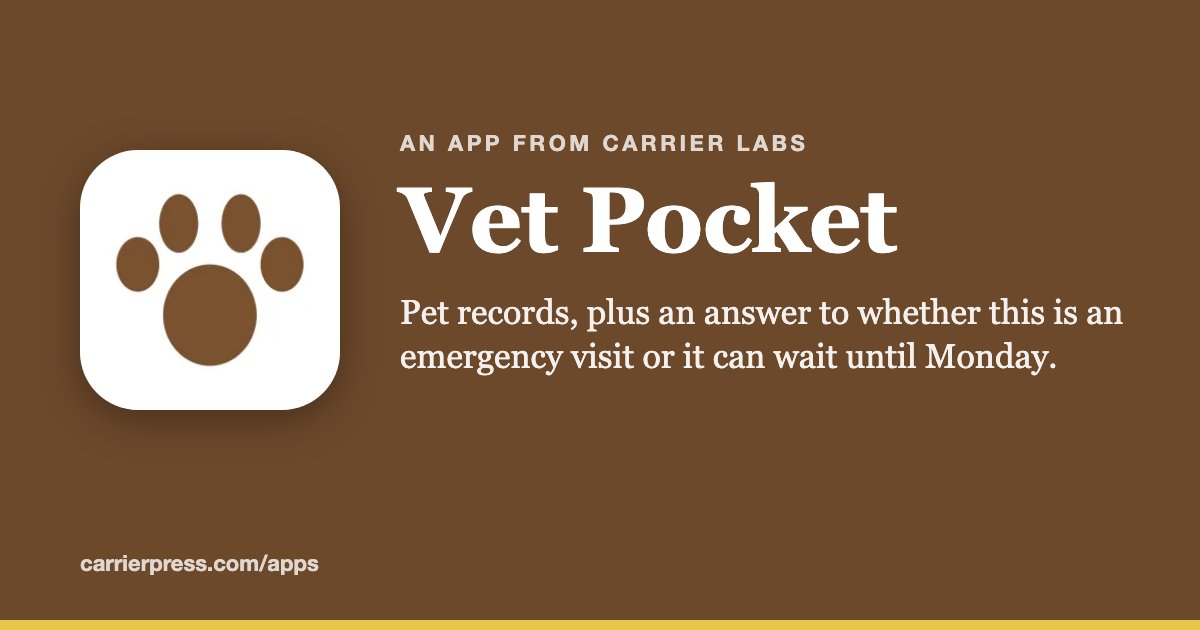 AN APP FROM CARRIER LABS
Vet Pocket
Pet records, plus an answer to whether this is an
emergency visit or it can wait until Monday.
carrierpress.com/apps